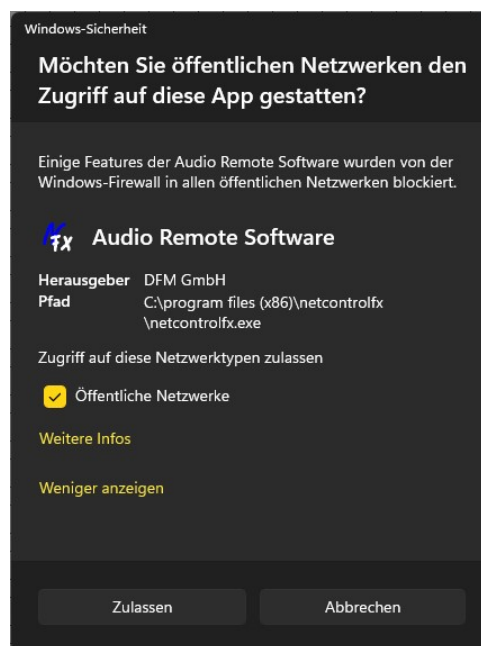 Windows-Sicherheit
Möchten Sie öffentlichen Netzwerken den
Zugriff auf diese App gestatten?
Einige Features der Audio Remote Software wurden von der
Windows-Firewall in allen öffentlichen Netzwerken blockiert.
FX Audio Remote Software
Herausgeber DFM GmbH
Pfad C:\program files (x86)\netcontrolfx
\netcontrolfx.exe
Zugriff auf diese Netzwerktypen zulassen
Öffentliche Netzwerke
Weitere Infos
Weniger anzeigen
Zulassen Abbrechen